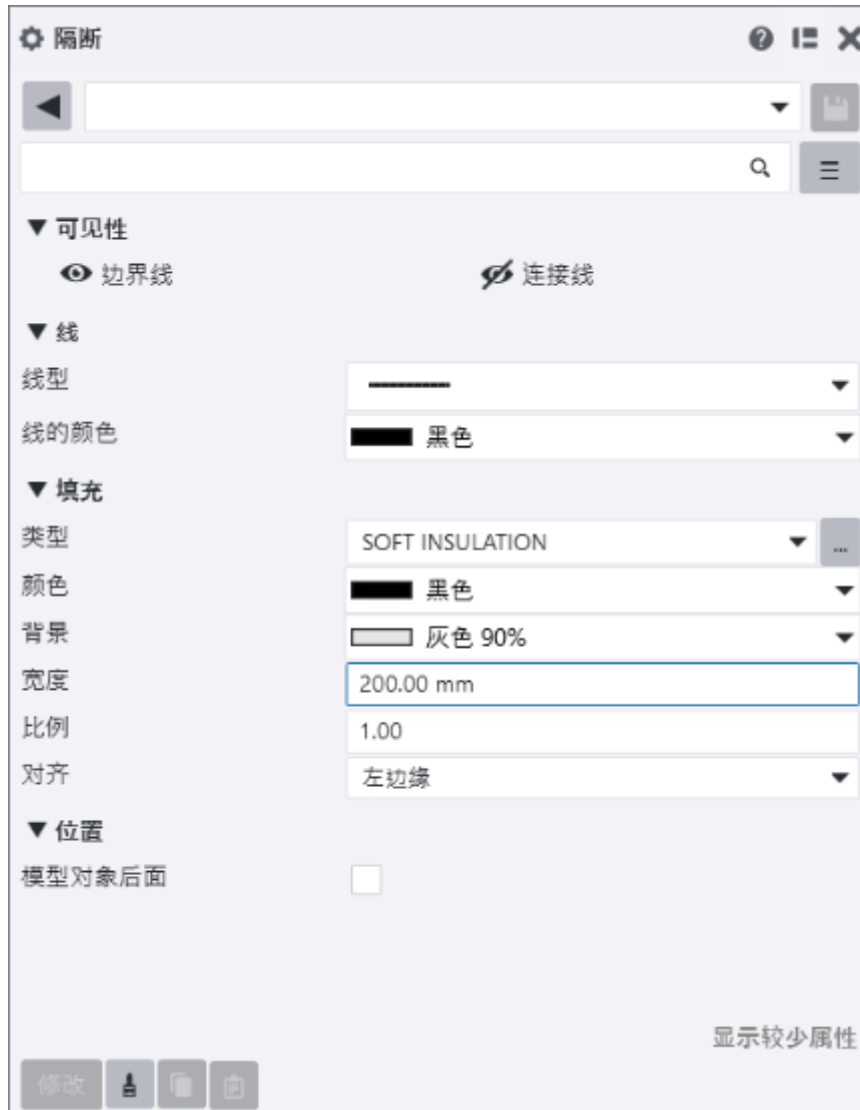 隔断
可见性
边界线 连接线
线
线型
线的颜色 黑色
填充
类型 SOFT INSULATION ...
颜色 黑色
背景 灰色 90%
宽度 200.00 mm
比例 1.00
对齐 左边缘
位置
模型对象后面
显示较少属性
修改